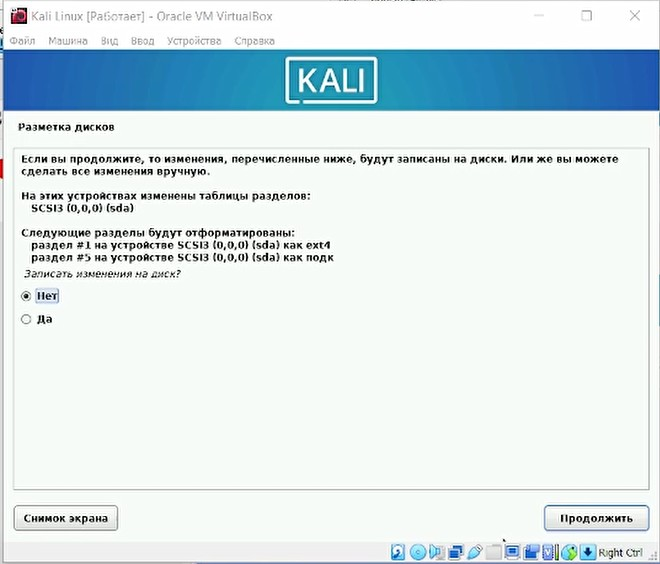 Kali Linux [Работает] - Oracle VM VirtualBox
Файл Машина Вид Ввод Устройства Справка
KALI
Разметка дисков
Если вы продолжите, то изменения, перечисленные ниже, будут записаны на диски. Или же вы можете
сделать все изменения вручную.
На этих устройствах изменены таблицы разделов:
SCSI3 (0,0,0) (sda)
Следующие разделы будут отформатированы:
раздел #1 на устройстве SCSI3 (0,0,0) (sda) как ext4
раздел #5 на устройстве SCSI3 (0,0,0) (sda) как подк
Записать изменения на диск?
Нет
Да
Снимок экрана Продолжить
Right Ctrl